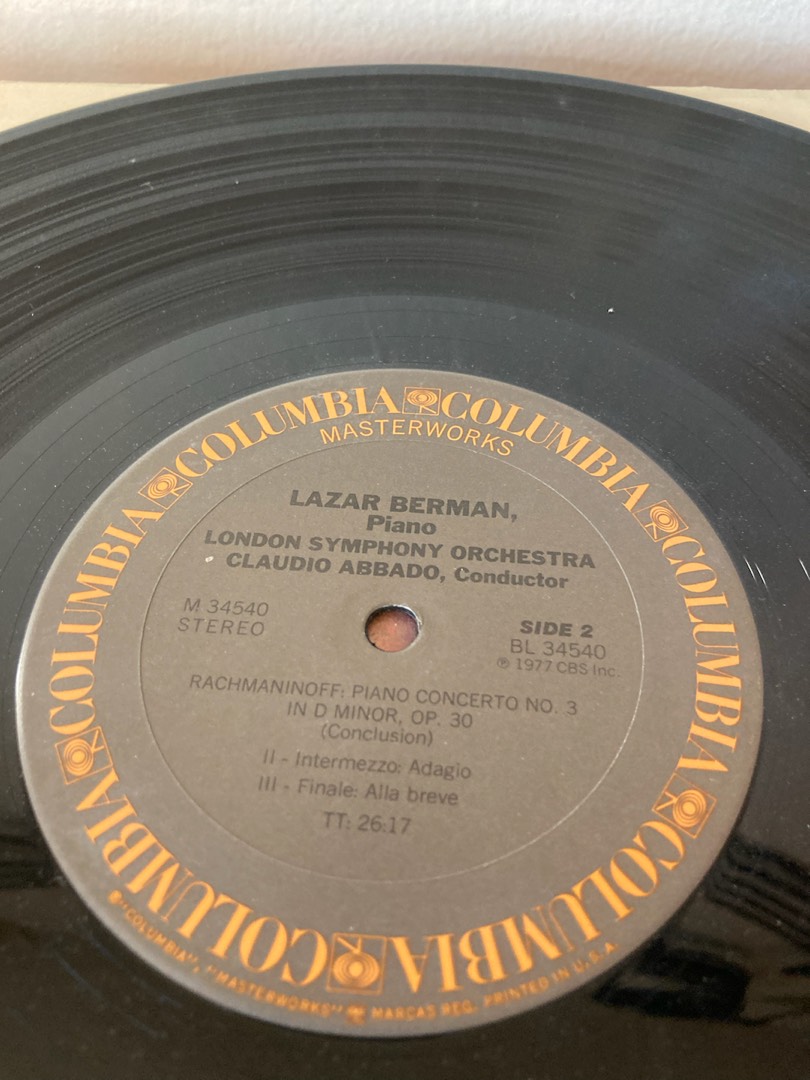 COLUMBIA COLUMBIA COLUMBIA COLUMBIA COLUMBIA COLUMBIA COLUMBIA COLUMBIA
MASTERWORKS
LAZAR BERMAN,
Piano
LONDON SYMPHONY ORCHESTRA
CLAUDIO ABBADO, Conductor
M 34540
STEREO
SIDE 2
BL 34540
℗ 1977 CBS Inc.
RACHMANINOFF: PIANO CONCERTO NO. 3
IN D MINOR, OP. 30
(Conclusion)
II - Intermezzo: Adagio
III - Finale: Alla breve
TT: 26:17
® "COLUMBIA", "MASTERWORKS" MARCAS REG. PRINTED IN U.S.A.